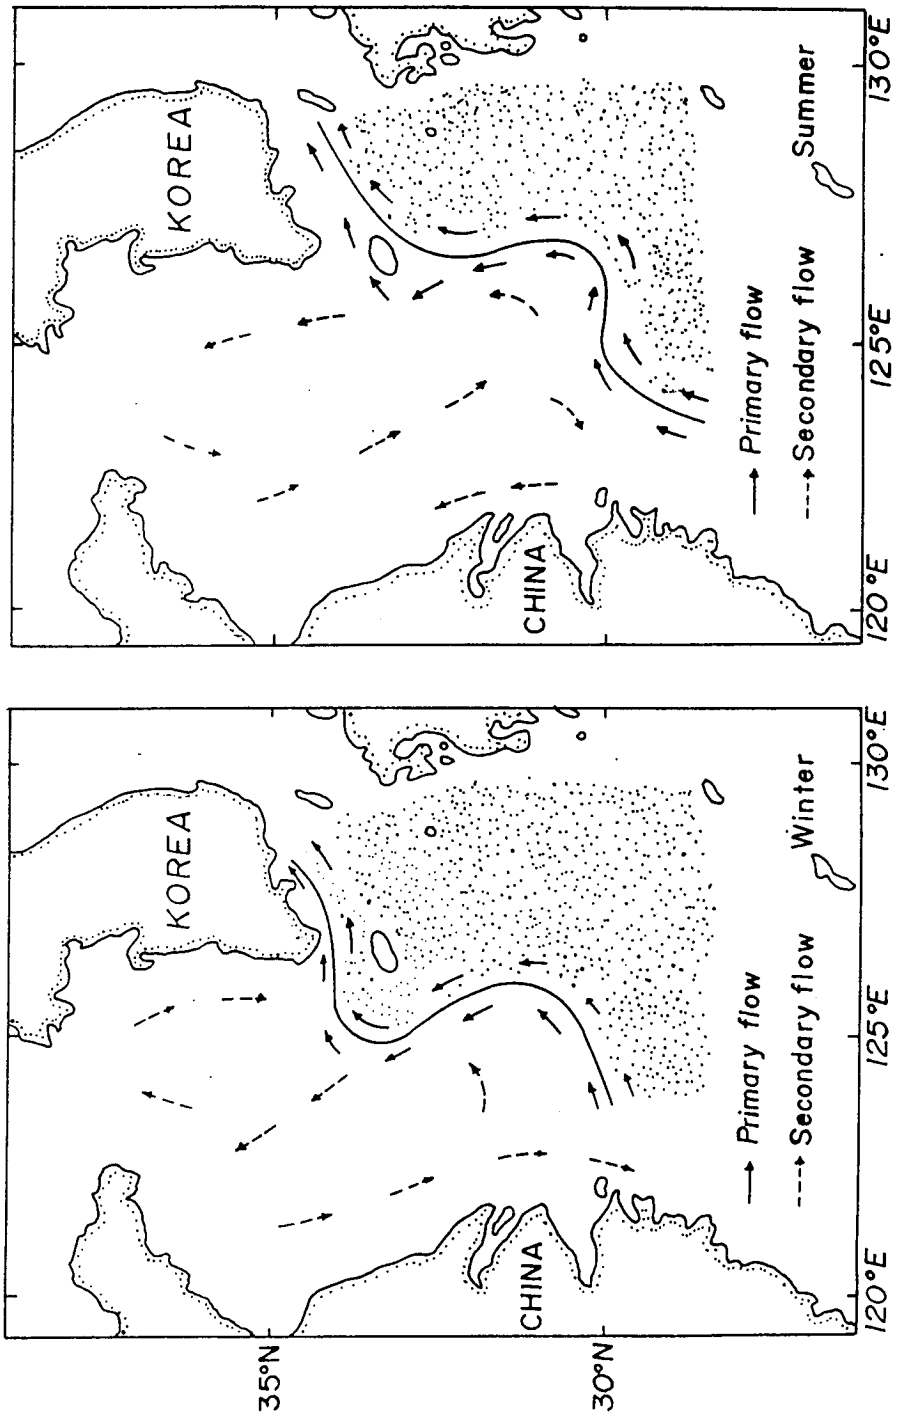 35°N
30°N
KOREA
CHINA
→ Primary flow
--→ Secondary flow
Winter
120°E
125°E
130°E
KOREA
CHINA
→ Primary flow
--→ Secondary flow
Summer
120°E
125°E
130°E